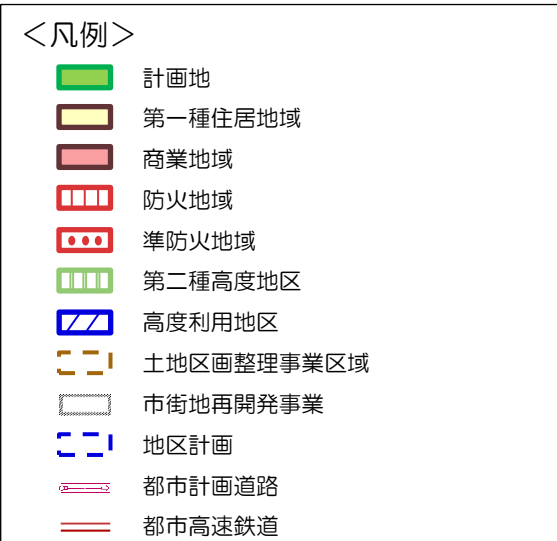 ＜凡例＞
計画地
第一種住居地域
商業地域
防火地域
準防火地域
第二種高度地区
高度利用地区
土地区画整理事業区域
市街地再開発事業
地区計画
都市計画道路
都市高速鉄道